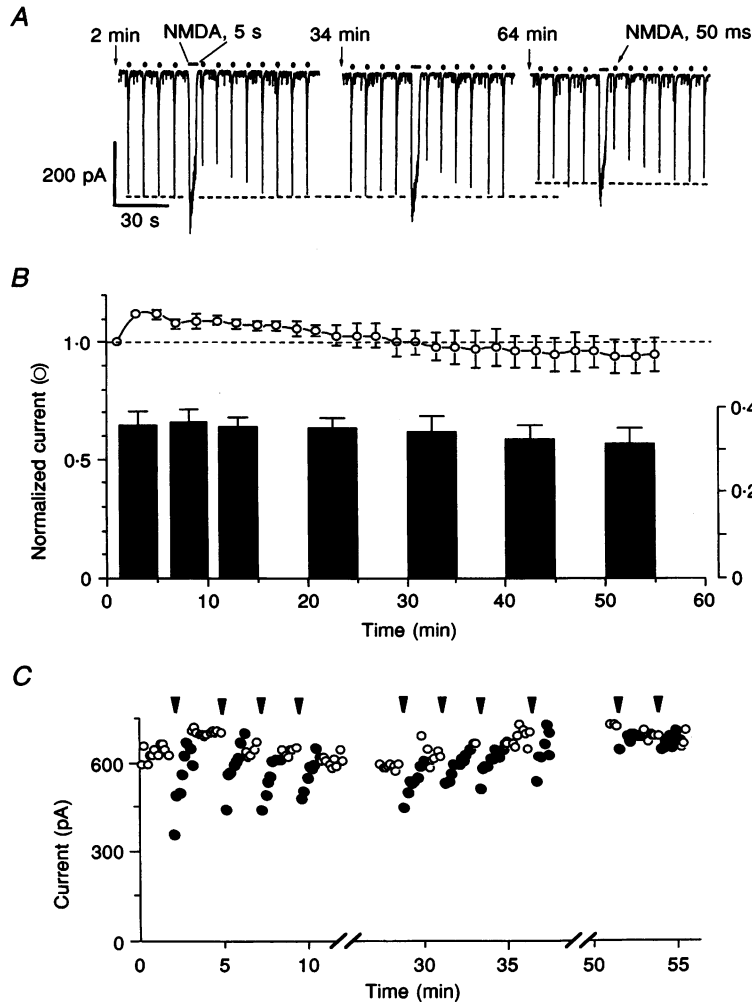 A
2 min
NMDA, 5 s
34 min
64 min
NMDA, 50 ms
200 pA
30 s
B
Normalized current (O)
1·0
0·5
0
0·4
0·2
0
0 10 20 30 40 50 60
Time (min)
C
Current (pA)
600
300
0
0 5 10 30 35 50 55
Time (min)